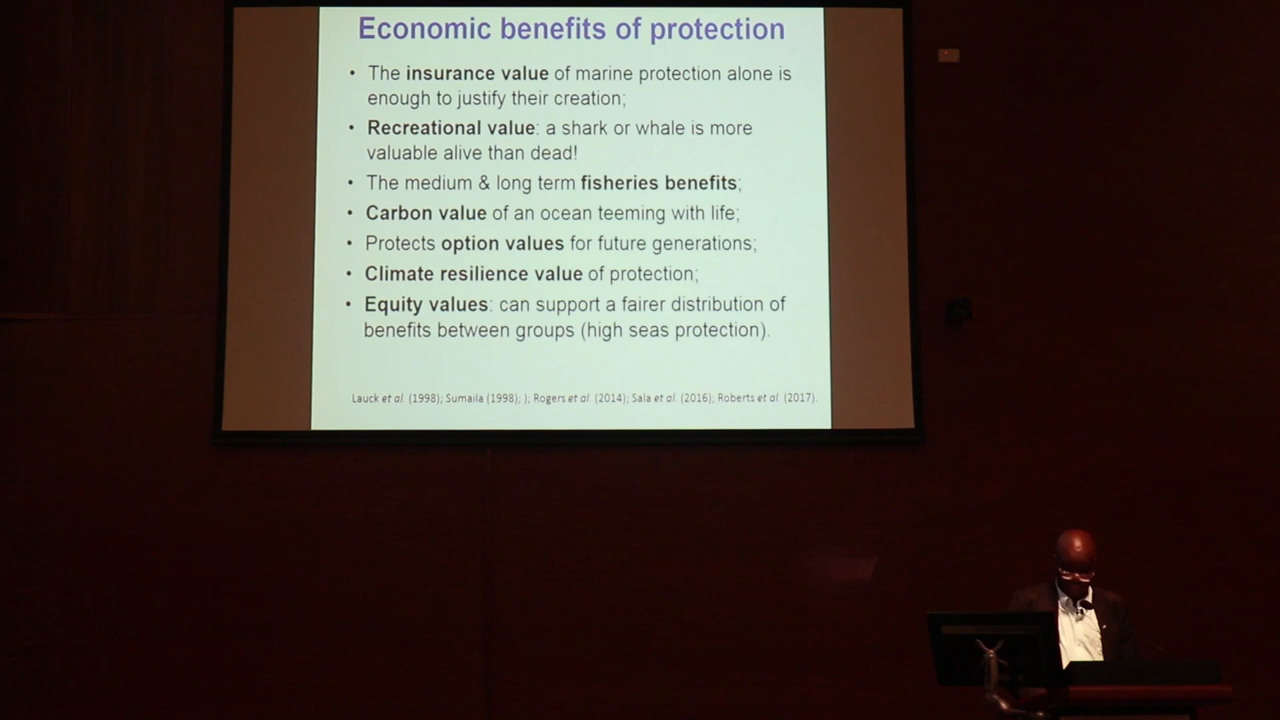 Economic benefits of protection
• The insurance value of marine protection alone is
enough to justify their creation;
• Recreational value: a shark or whale is more
valuable alive than dead!
• The medium & long term fisheries benefits;
• Carbon value of an ocean teeming with life;
• Protects option values for future generations;
• Climate resilience value of protection;
• Equity values: can support a fairer distribution of
benefits between groups (high seas protection).
Lauck et al. (1998); Sumaila (1998); ); Rogers et al. (2014); Sala et al. (2016); Roberts et al. (2017).